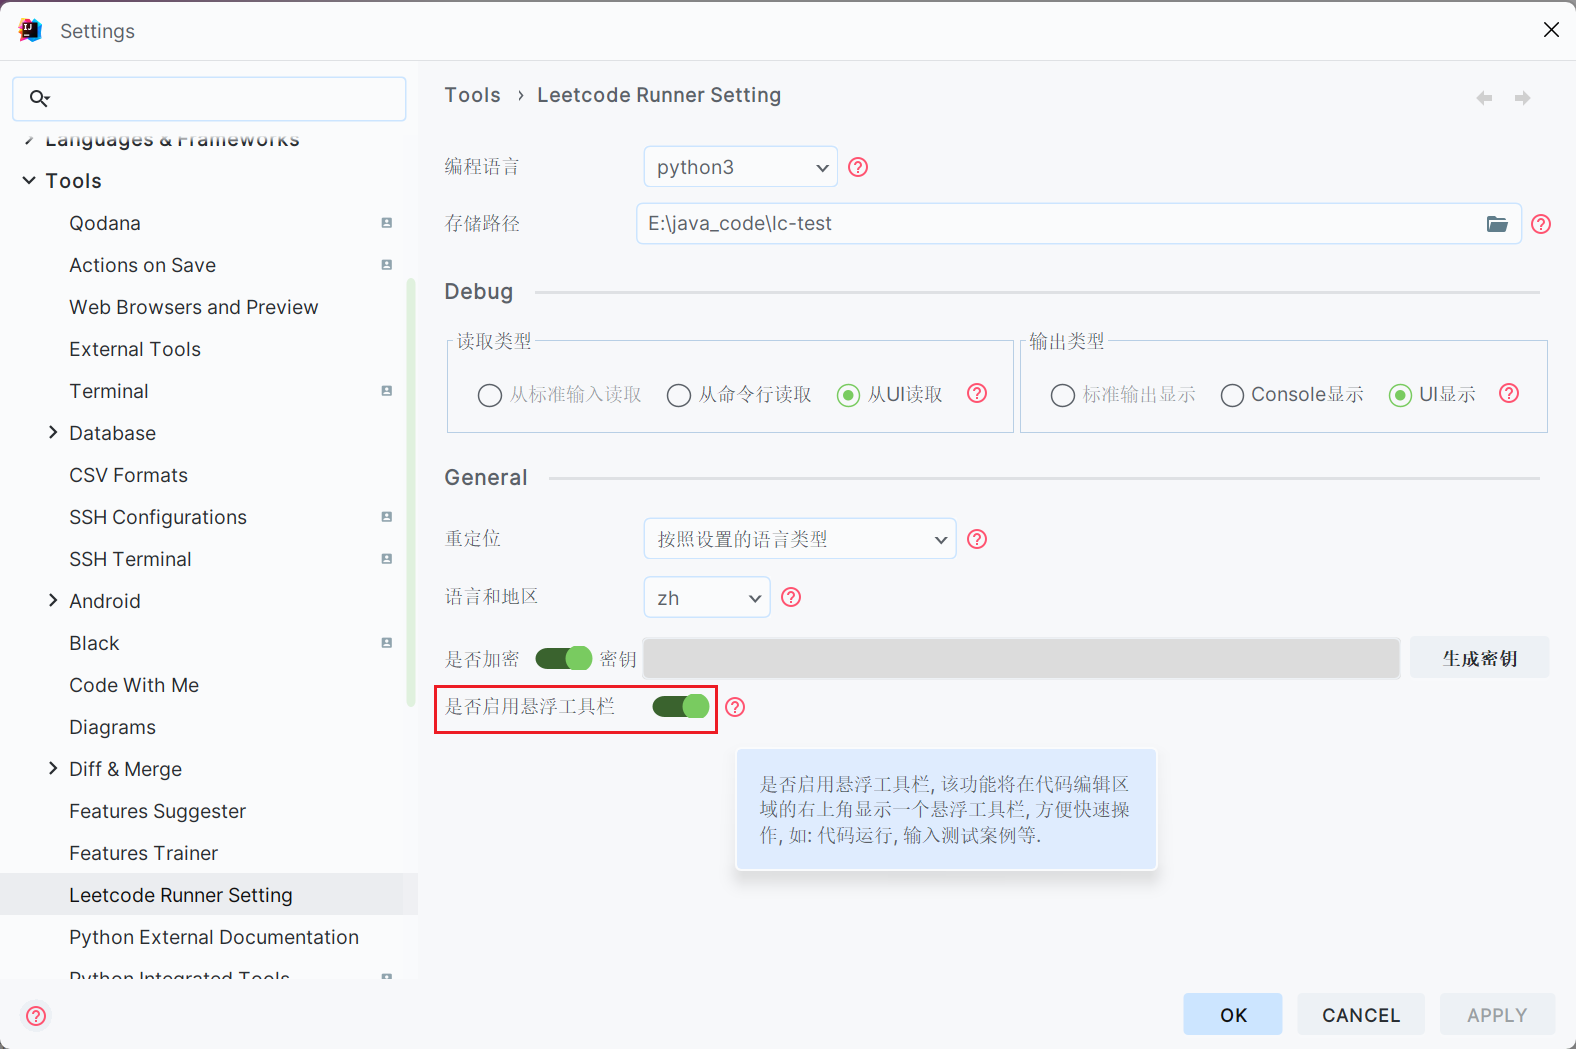 Settings
Languages & Frameworks
Tools
Qodana
Actions on Save
Web Browsers and Preview
External Tools
Terminal
Database
CSV Formats
SSH Configurations
SSH Terminal
Android
Black
Code With Me
Diagrams
Diff & Merge
Features Suggester
Features Trainer
Leetcode Runner Setting
Python External Documentation
Python Integrated Tools
Tools › Leetcode Runner Setting
编程语言 python3
存储路径 E:\java_code\lc-test
Debug
读取类型
从标准输入读取 从命令行读取 从UI读取
输出类型
标准输出显示 Console显示 UI显示
General
重定位 按照设置的语言类型
语言和地区 zh
是否加密 密钥 生成密钥
是否启用悬浮工具栏
是否启用悬浮工具栏, 该功能将在代码编辑区
域的右上角显示一个悬浮工具栏, 方便快速操
作, 如: 代码运行, 输入测试案例等.
OK CANCEL APPLY